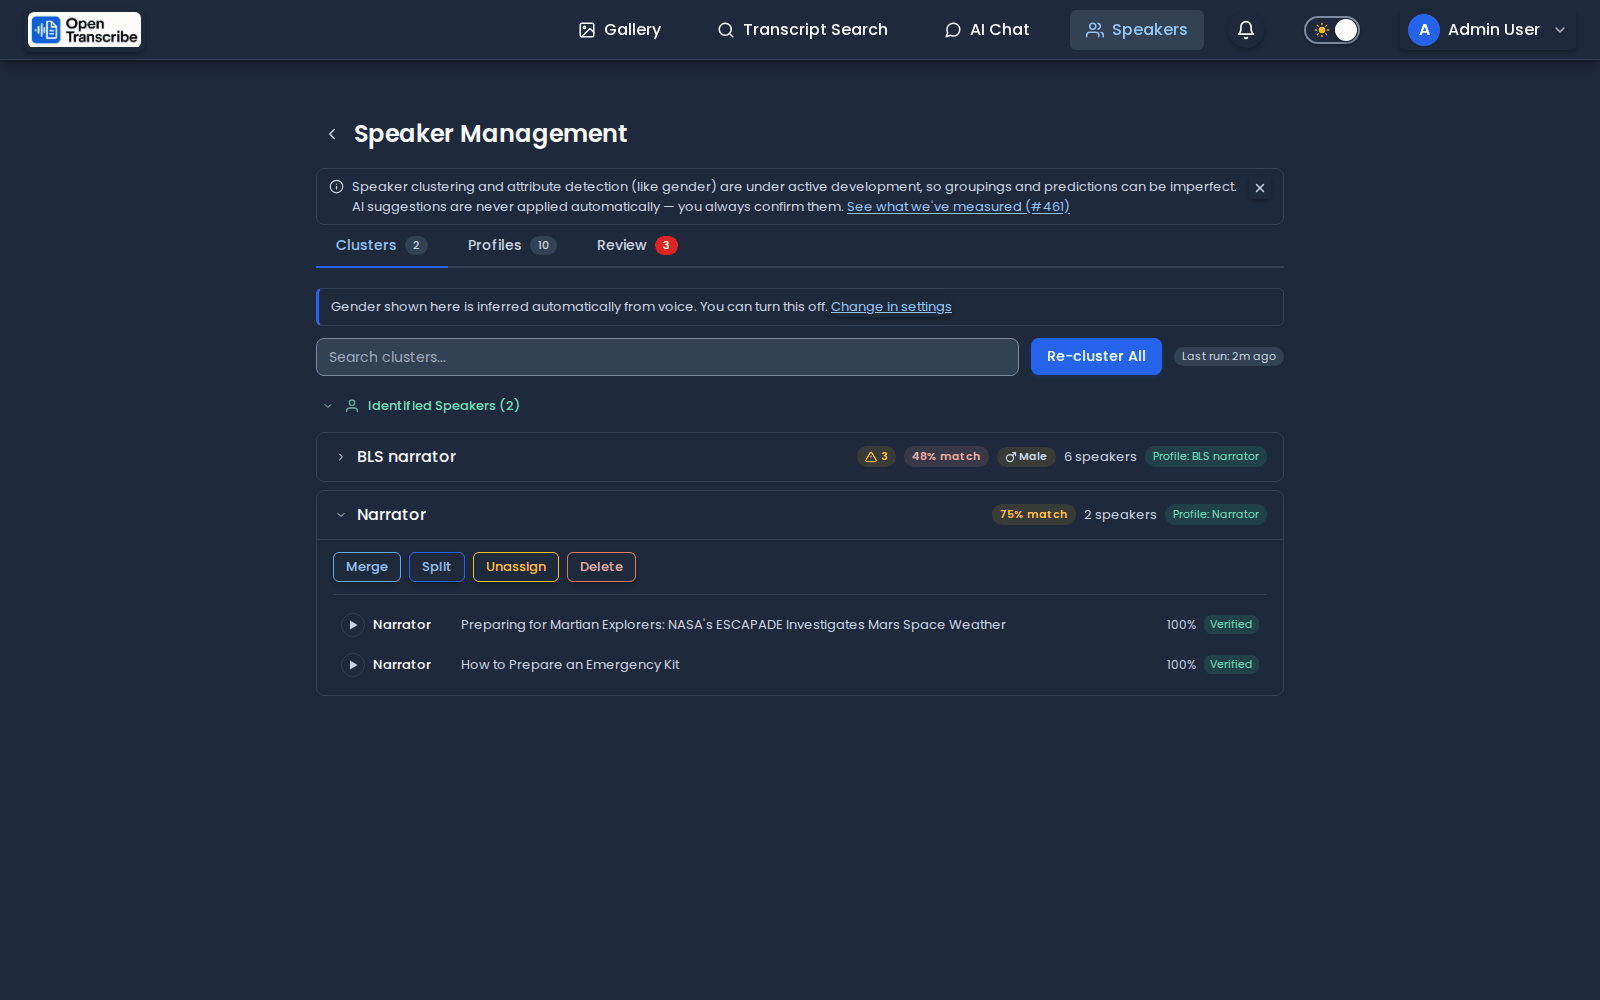 Open
Transcribe
Gallery
Transcript Search
AI Chat
Speakers
A
Admin User
Speaker Management
Speaker clustering and attribute detection (like gender) are under active development, so groupings and predictions can be imperfect.
AI suggestions are never applied automatically — you always confirm them. See what we've measured (#461)
Clusters 2
Profiles 10
Review 3
Gender shown here is inferred automatically from voice. You can turn this off. Change in settings
Search clusters...
Re-cluster All
Last run: 2m ago
Identified Speakers (2)
BLS narrator
3
48% match
Male
6 speakers
Profile: BLS narrator
Narrator
75% match
2 speakers
Profile: Narrator
Merge
Split
Unassign
Delete
Narrator
Preparing for Martian Explorers: NASA's ESCAPADE Investigates Mars Space Weather
100%
Verified
Narrator
How to Prepare an Emergency Kit
100%
Verified